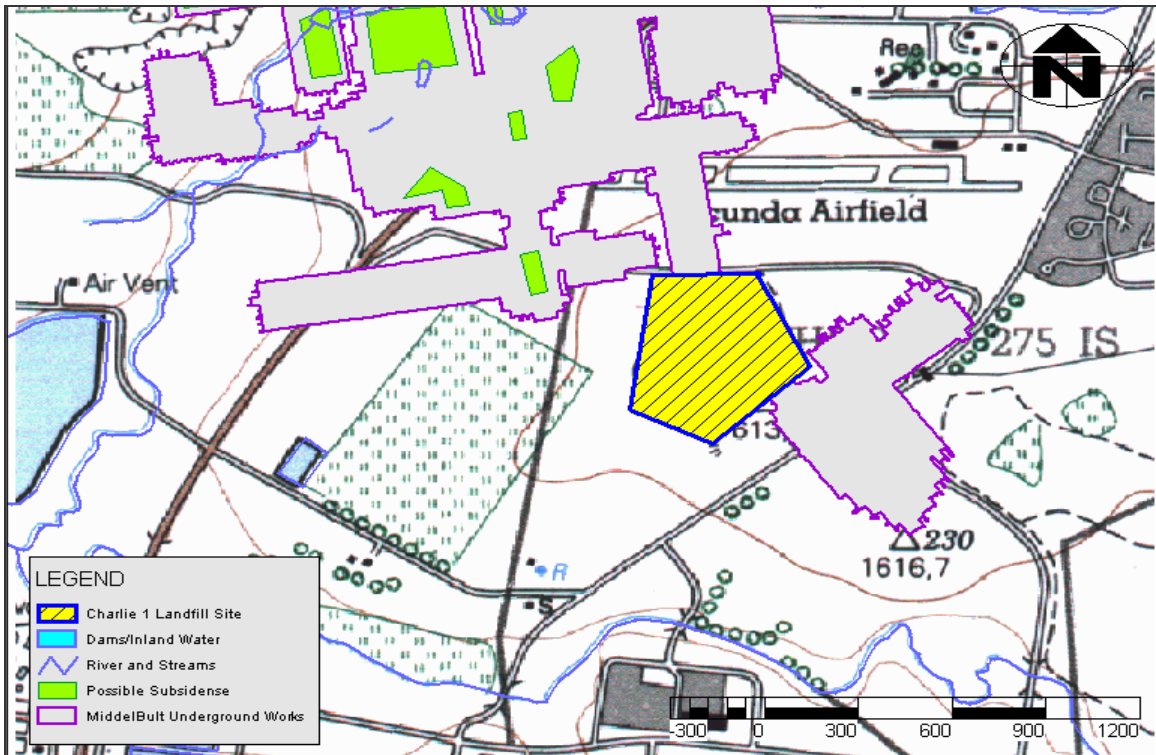 Rec
N
gunda Airfield
Air Vent
H
275 IS
613
230
1616,7
R
S
LEGEND
Charlie 1 Landfill Site
Dams/Inland Water
River and Streams
Possible Subsidense
MiddelBult Underground Works
-300 0 300 600 900 1200